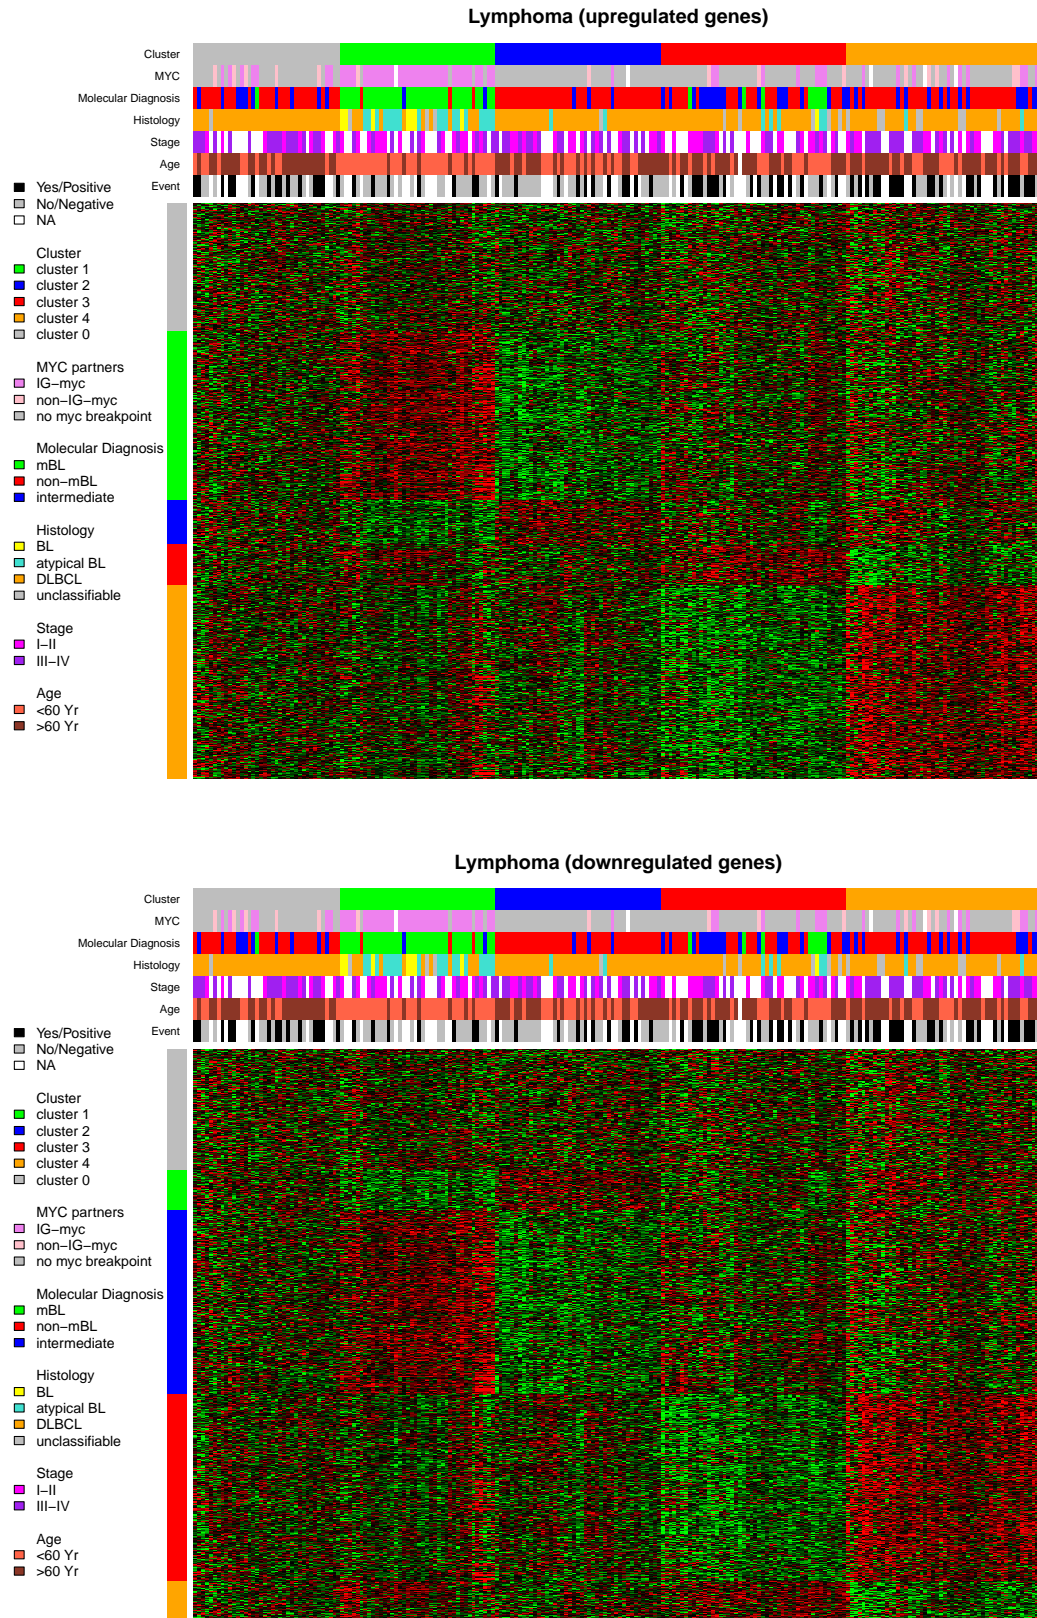 Lymphoma (upregulated genes)
Cluster
MYC
Molecular Diagnosis
Histology
Stage
Age
Event
Yes/Positive
No/Negative
NA
Cluster
cluster 1
cluster 2
cluster 3
cluster 4
cluster 0
MYC partners
IG−myc
non−IG−myc
no myc breakpoint
Molecular Diagnosis
mBL
non−mBL
intermediate
Histology
BL
atypical BL
DLBCL
unclassifiable
Stage
I−II
III−IV
Age
<60 Yr
>60 Yr
Lymphoma (downregulated genes)
Cluster
MYC
Molecular Diagnosis
Histology
Stage
Age
Event
Yes/Positive
No/Negative
NA
Cluster
cluster 1
cluster 2
cluster 3
cluster 4
cluster 0
MYC partners
IG−myc
non−IG−myc
no myc breakpoint
Molecular Diagnosis
mBL
non−mBL
intermediate
Histology
BL
atypical BL
DLBCL
unclassifiable
Stage
I−II
III−IV
Age
<60 Yr
>60 Yr